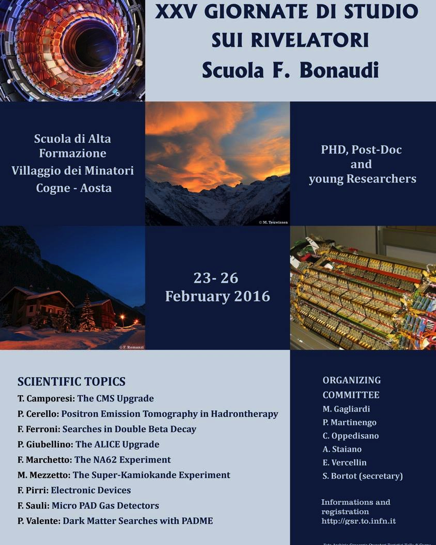 XXV GIORNATE DI STUDIO
SUI RIVELATORI
Scuola F. Bonaudi
Scuola di Alta
Formazione
Villaggio dei Minatori
Cogne - Aosta
PHD, Post-Doc
and
young Researchers
23- 26
February 2016
SCIENTIFIC TOPICS
T. Camporesi: The CMS Upgrade
P. Cerello: Positron Emission Tomography in Hadrontherapy
F. Ferroni: Searches in Double Beta Decay
P. Giubellino: The ALICE Upgrade
F. Marchetto: The NA62 Experiment
M. Mezzetto: The Super-Kamiokande Experiment
F. Pirri: Electronic Devices
F. Sauli: Micro PAD Gas Detectors
P. Valente: Dark Matter Searches with PADME
ORGANIZING
COMMITTEE
M. Gagliardi
P. Martinengo
C. Oppedisano
A. Staiano
E. Vercellin
S. Bortot (secretary)
Informations and
registration
http://gsr.to.infn.it